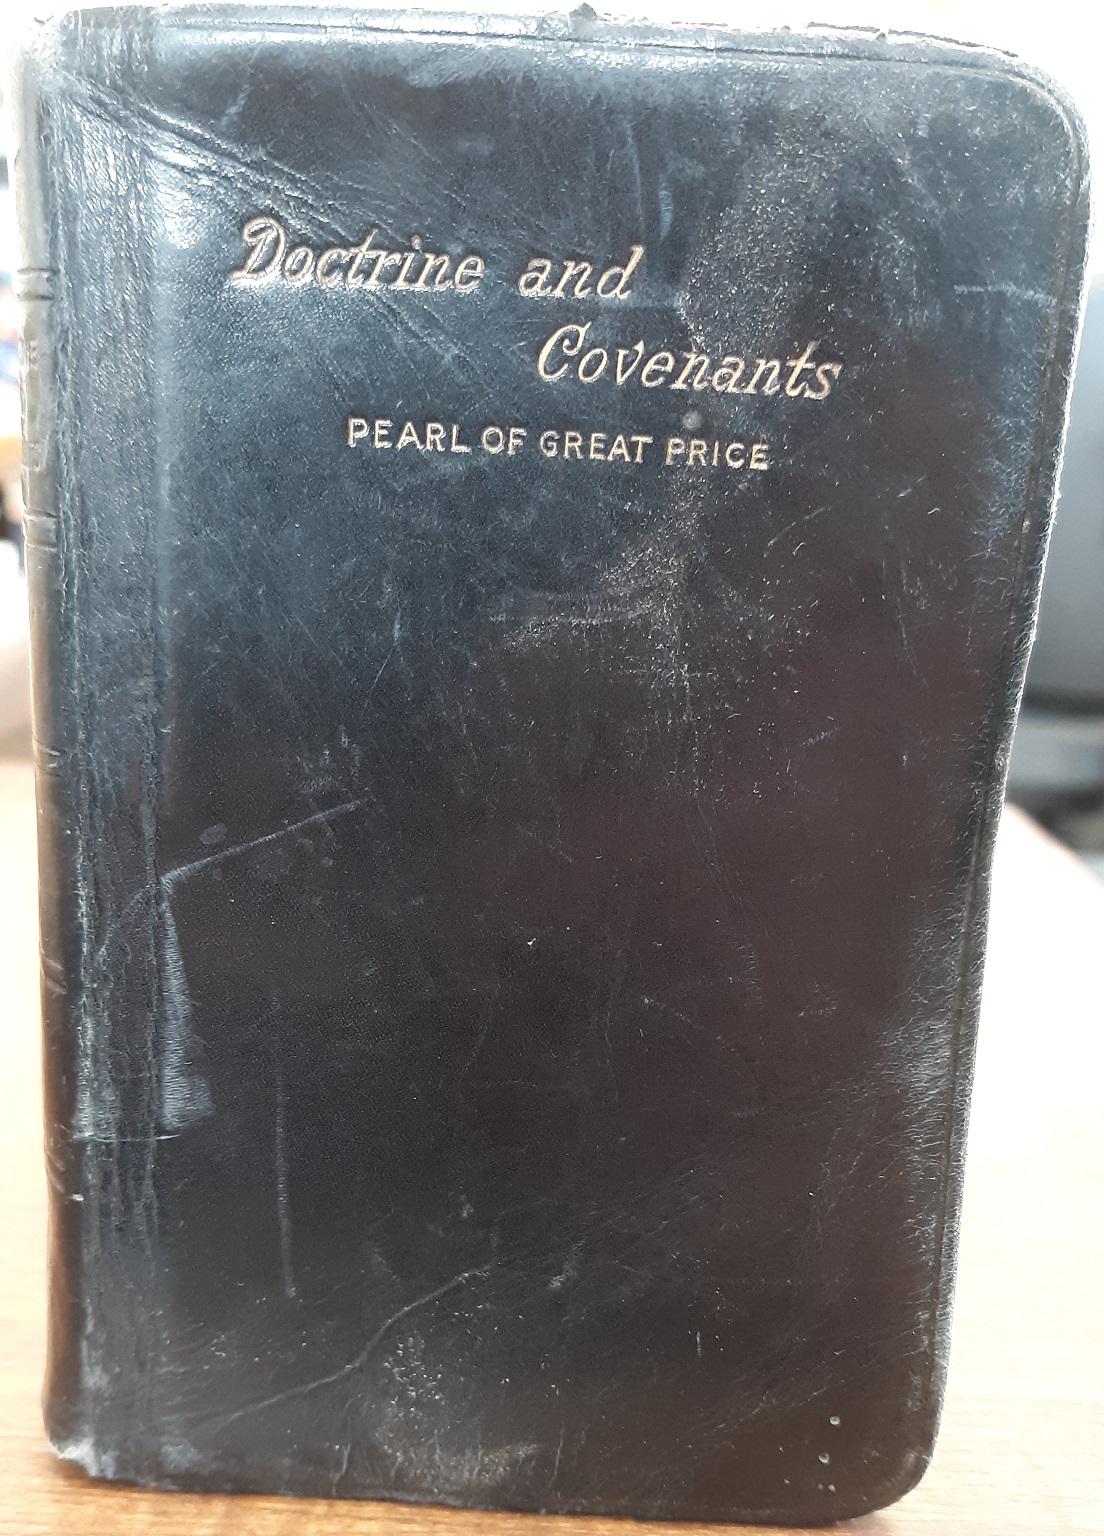 Doctrine and
Covenants
PEARL OF GREAT PRICE